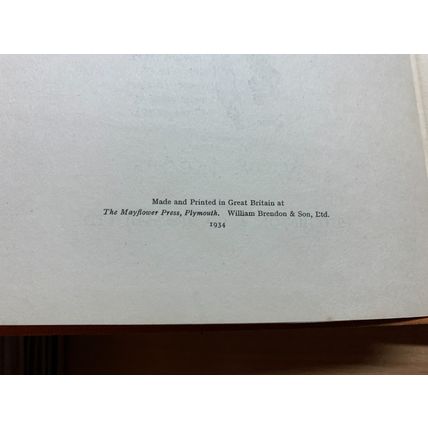 Made and Printed in Great Britain at
The Mayflower Press, Plymouth. William Brendon & Son, Ltd.
1934